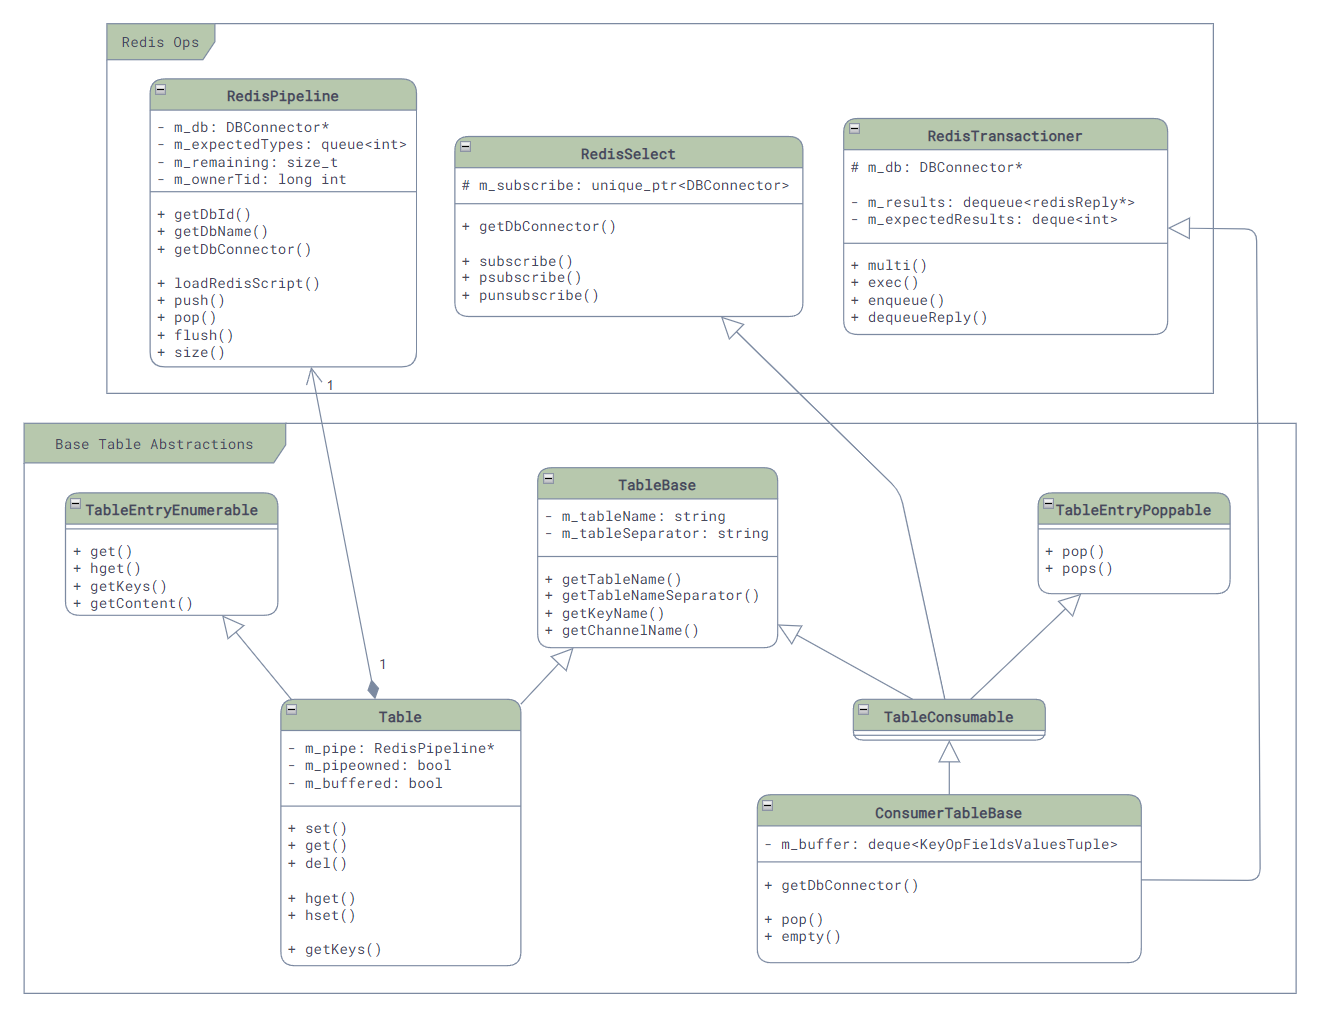 Redis Ops
RedisPipeline
- m_db: DBConnector*
- m_expectedTypes: queue<int>
- m_remaining: size_t
- m_ownerTid: long int
+ getDbId()
+ getDbName()
+ getDbConnector()
+ loadRedisScript()
+ push()
+ pop()
+ flush()
+ size()
RedisSelect
# m_subscribe: unique_ptr<DBConnector>
+ getDbConnector()
+ subscribe()
+ psubscribe()
+ punsubscribe()
RedisTransactioner
# m_db: DBConnector*
- m_results: dequeue<redisReply*>
- m_expectedResults: deque<int>
+ multi()
+ exec()
+ enqueue()
+ dequeueReply()
1
Base Table Abstractions
TableEntryEnumerable
+ get()
+ hget()
+ getKeys()
+ getContent()
TableBase
- m_tableName: string
- m_tableSeparator: string
+ getTableName()
+ getTableNameSeparator()
+ getKeyName()
+ getChannelName()
TableEntryPoppable
+ pop()
+ pops()
1
Table
- m_pipe: RedisPipeline*
- m_pipeowned: bool
- m_buffered: bool
+ set()
+ get()
+ del()
+ hget()
+ hset()
+ getKeys()
TableConsumable
ConsumerTableBase
- m_buffer: deque<KeyOpFieldsValuesTuple>
+ getDbConnector()
+ pop()
+ empty()